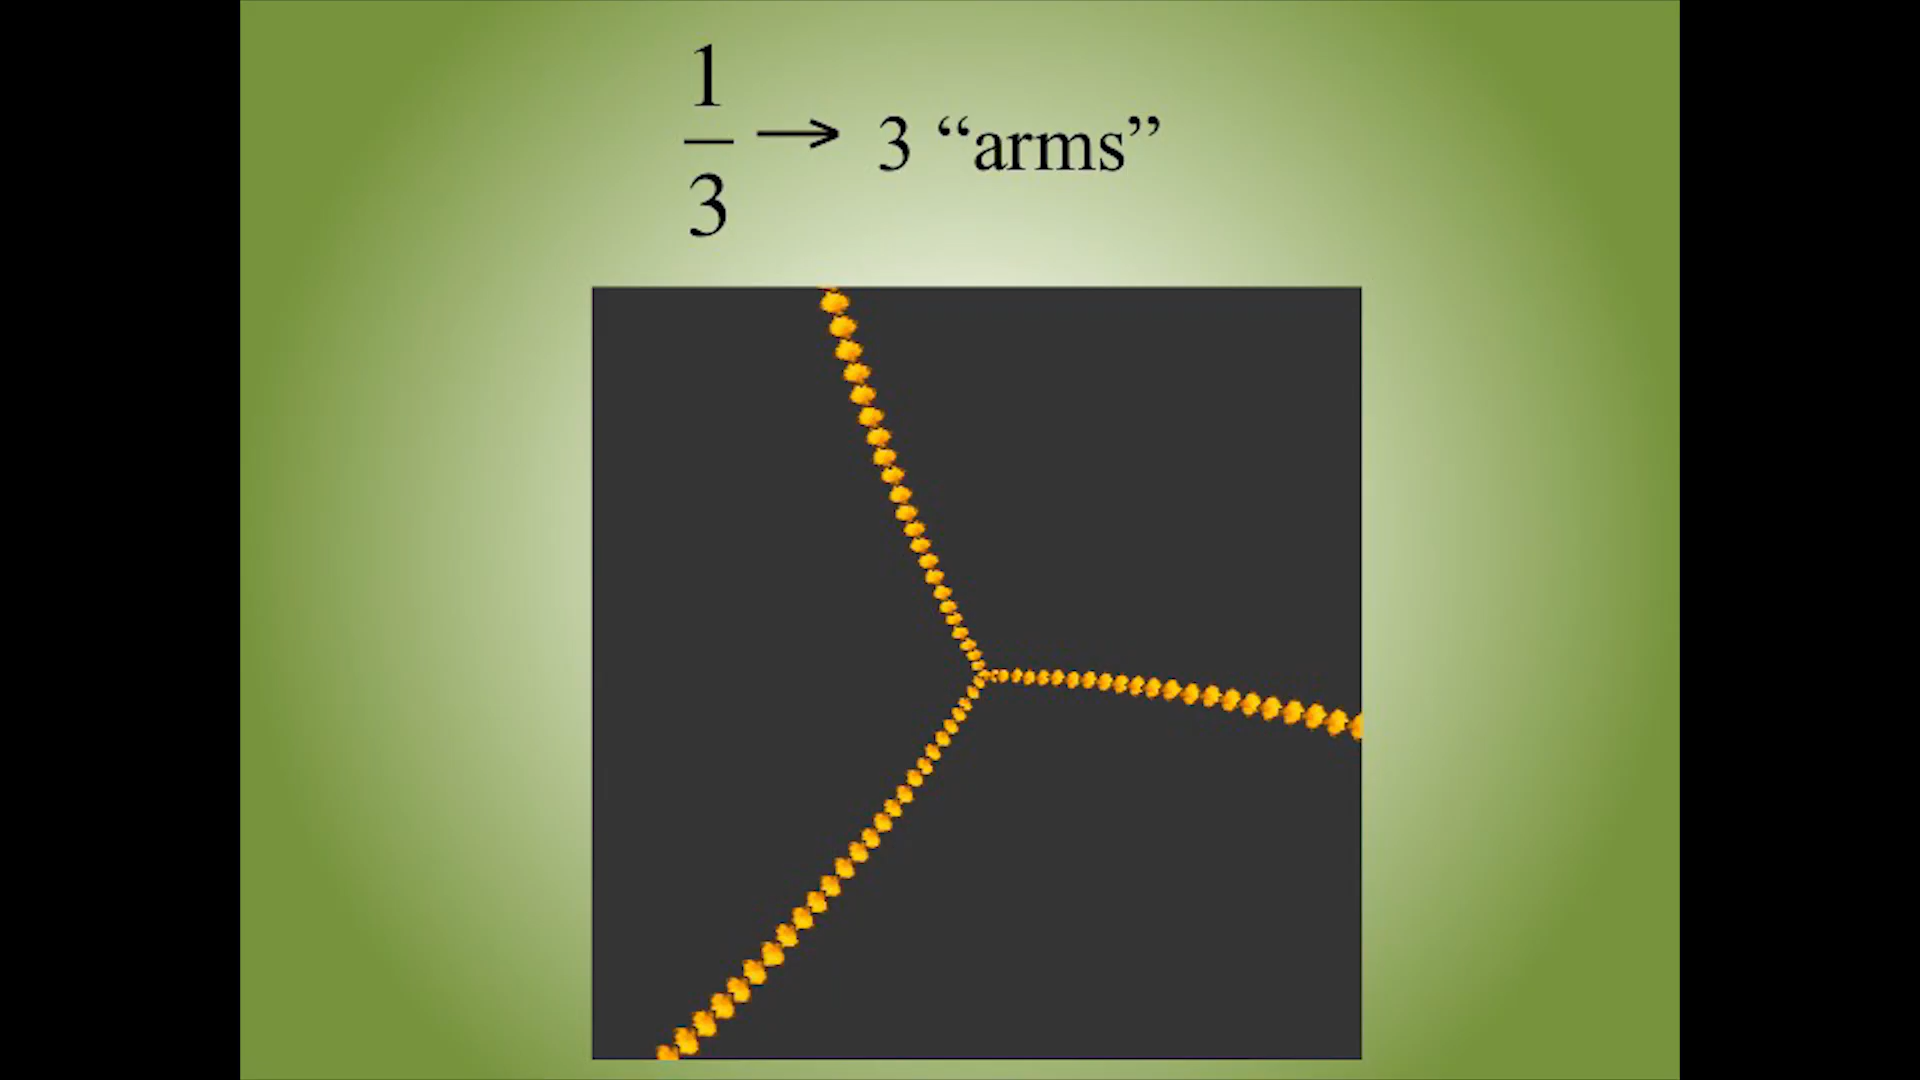 1
3
→ 3 “arms”